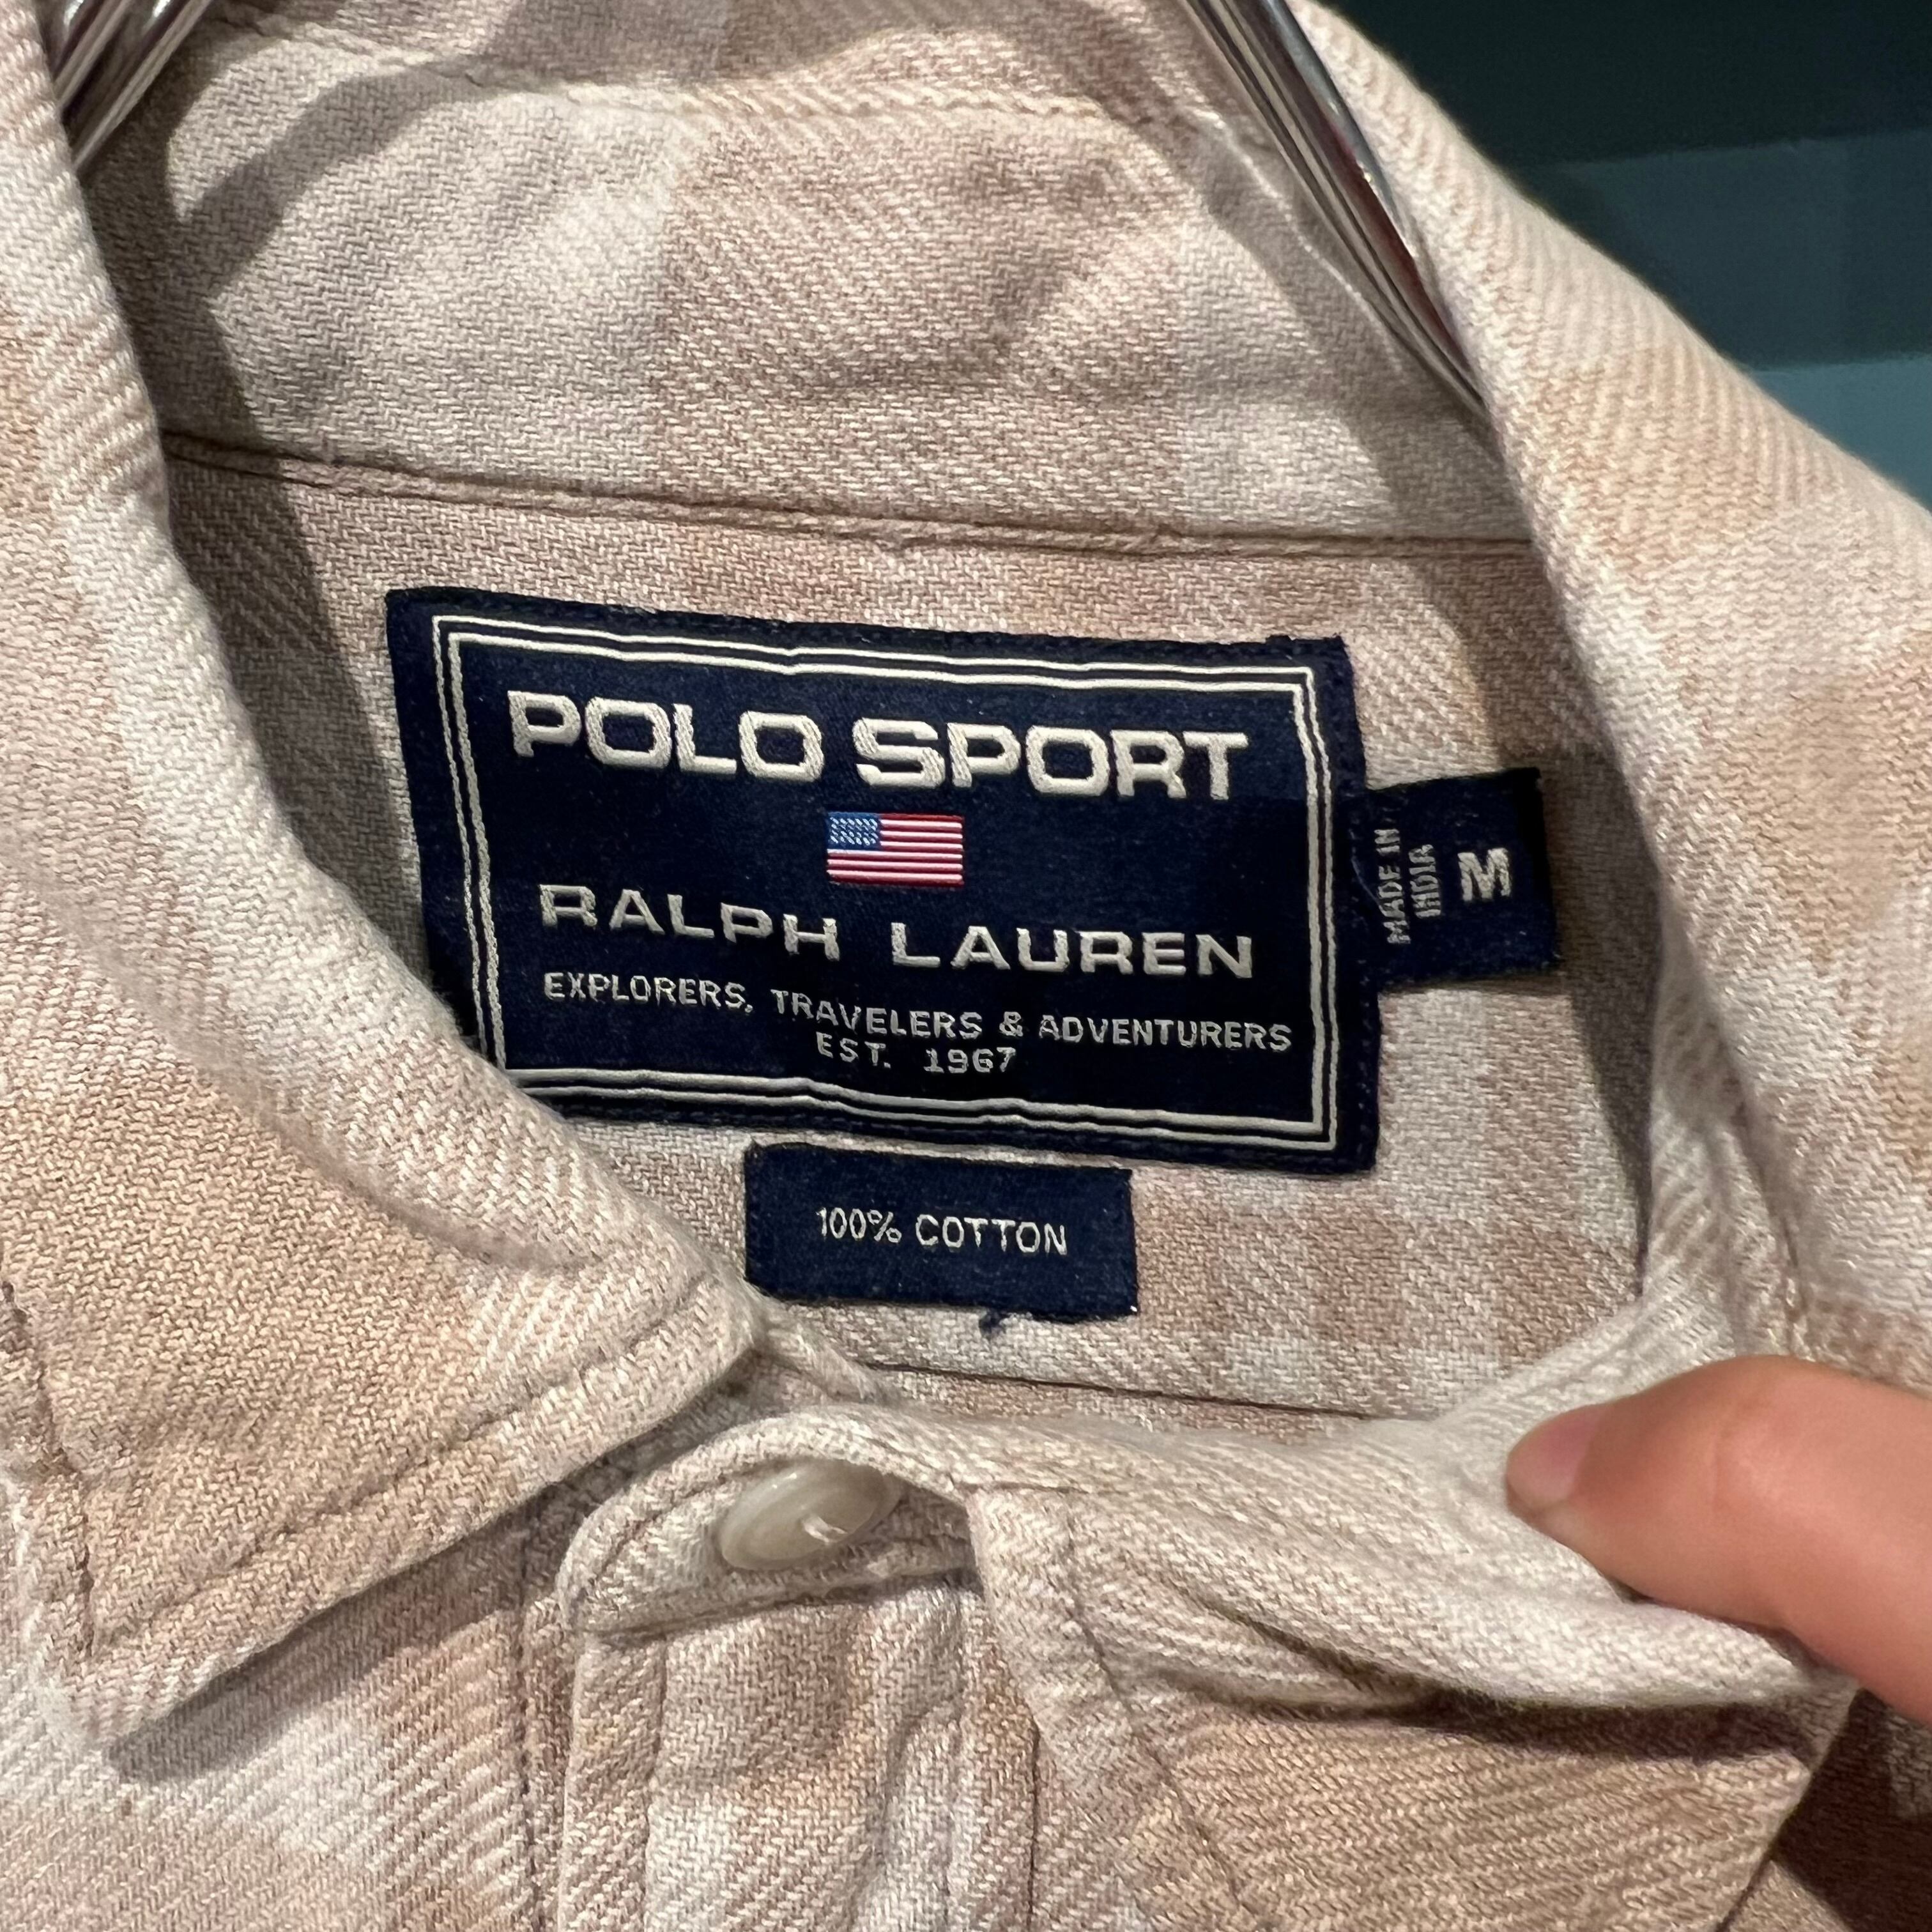 POLO SPORT
RALPH LAUREN
EXPLORERS, TRAVELERS & ADVENTURERS
EST. 1967
MADE IN
INDIA
M
100% COTTON